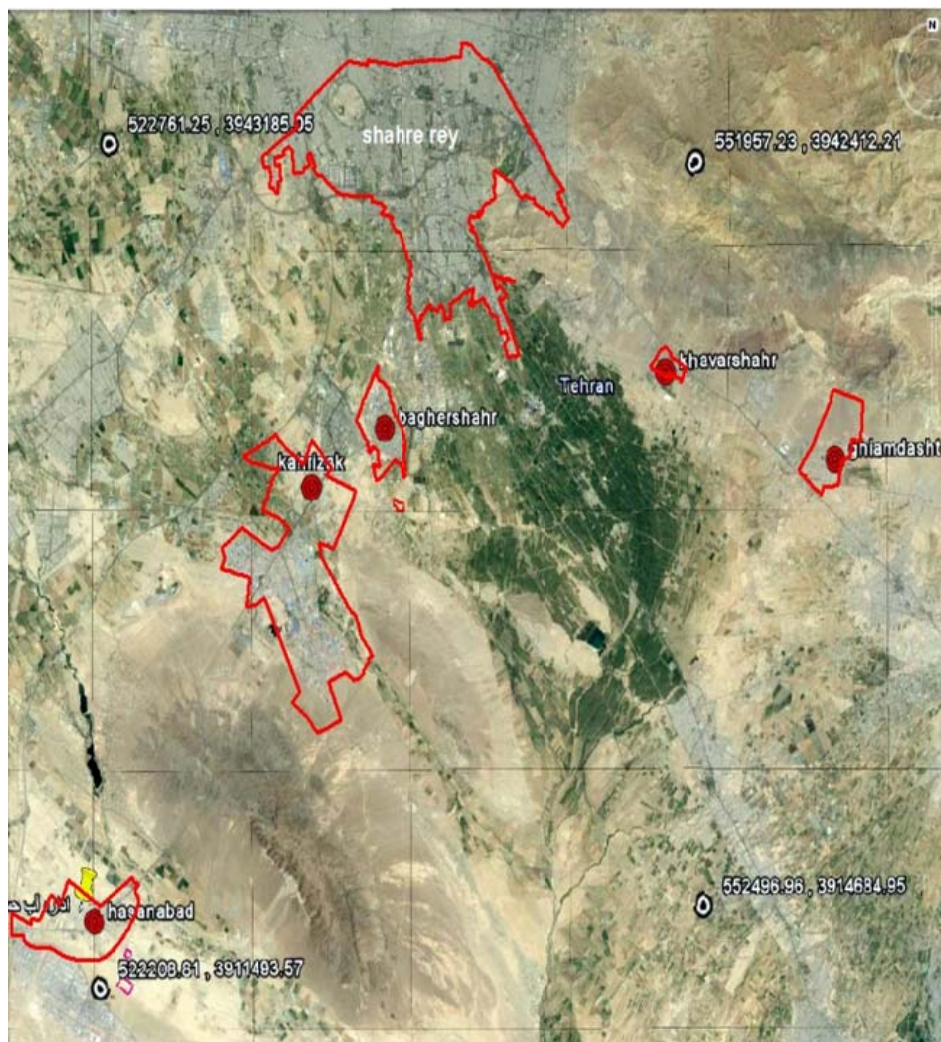 N
522761.25 , 3943185.05
shahre rey
551957.23 , 3942412.21
khavarshahr
Tehran
baghershahr
ghiamdasht
kahrizak
552496.96 , 3914684.95
hasanabad
522208.81 , 3911493.57